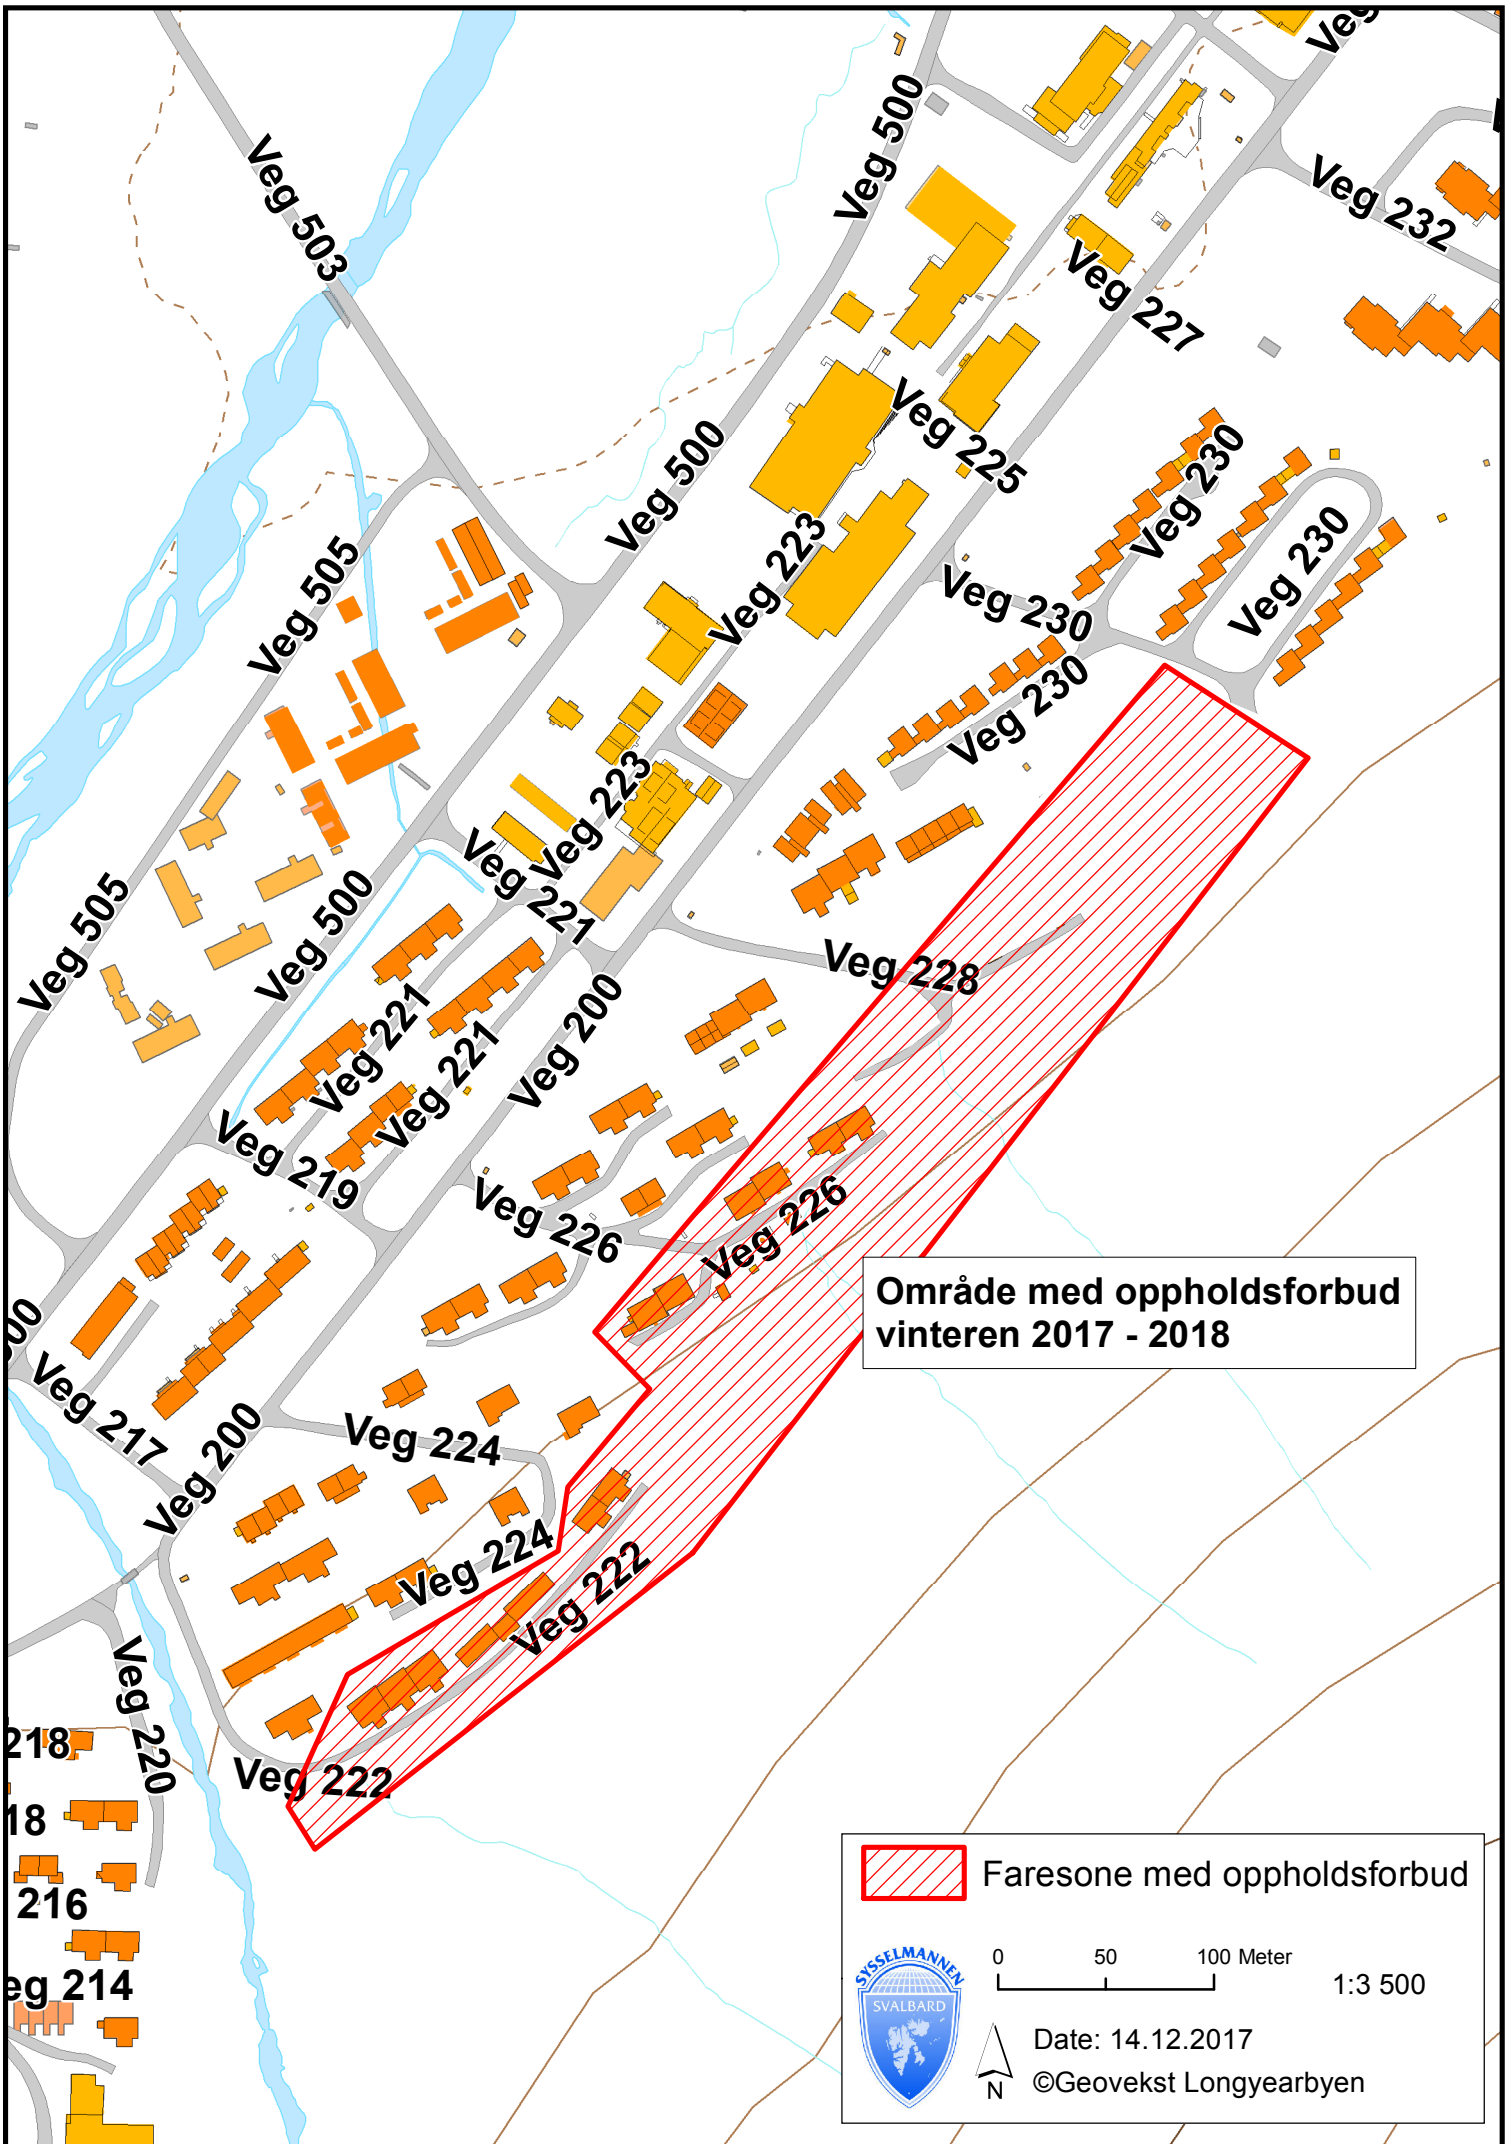 Veg
Veg 500
Veg 503
Veg 232
Veg 227
Veg 225
Veg 500
Veg 230
Veg 230
Veg 223
Veg 505
Veg 230
Veg 230
Veg 223
Veg 221
Veg 505
Veg 500
Veg 228
Veg 221
Veg 221
Veg 200
Veg 219
Veg 226
Veg 226
Område med oppholdsforbud
vinteren 2017 - 2018
00
Veg 217
Veg 200
Veg 224
Veg 224
Veg 222
Veg 220
218
Veg 222
18
216
eg 214
Faresone med oppholdsforbud
SYSSELMANNEN
SVALBARD
0 50 100 Meter
1:3 500
Date: 14.12.2017
N
©Geovekst Longyearbyen